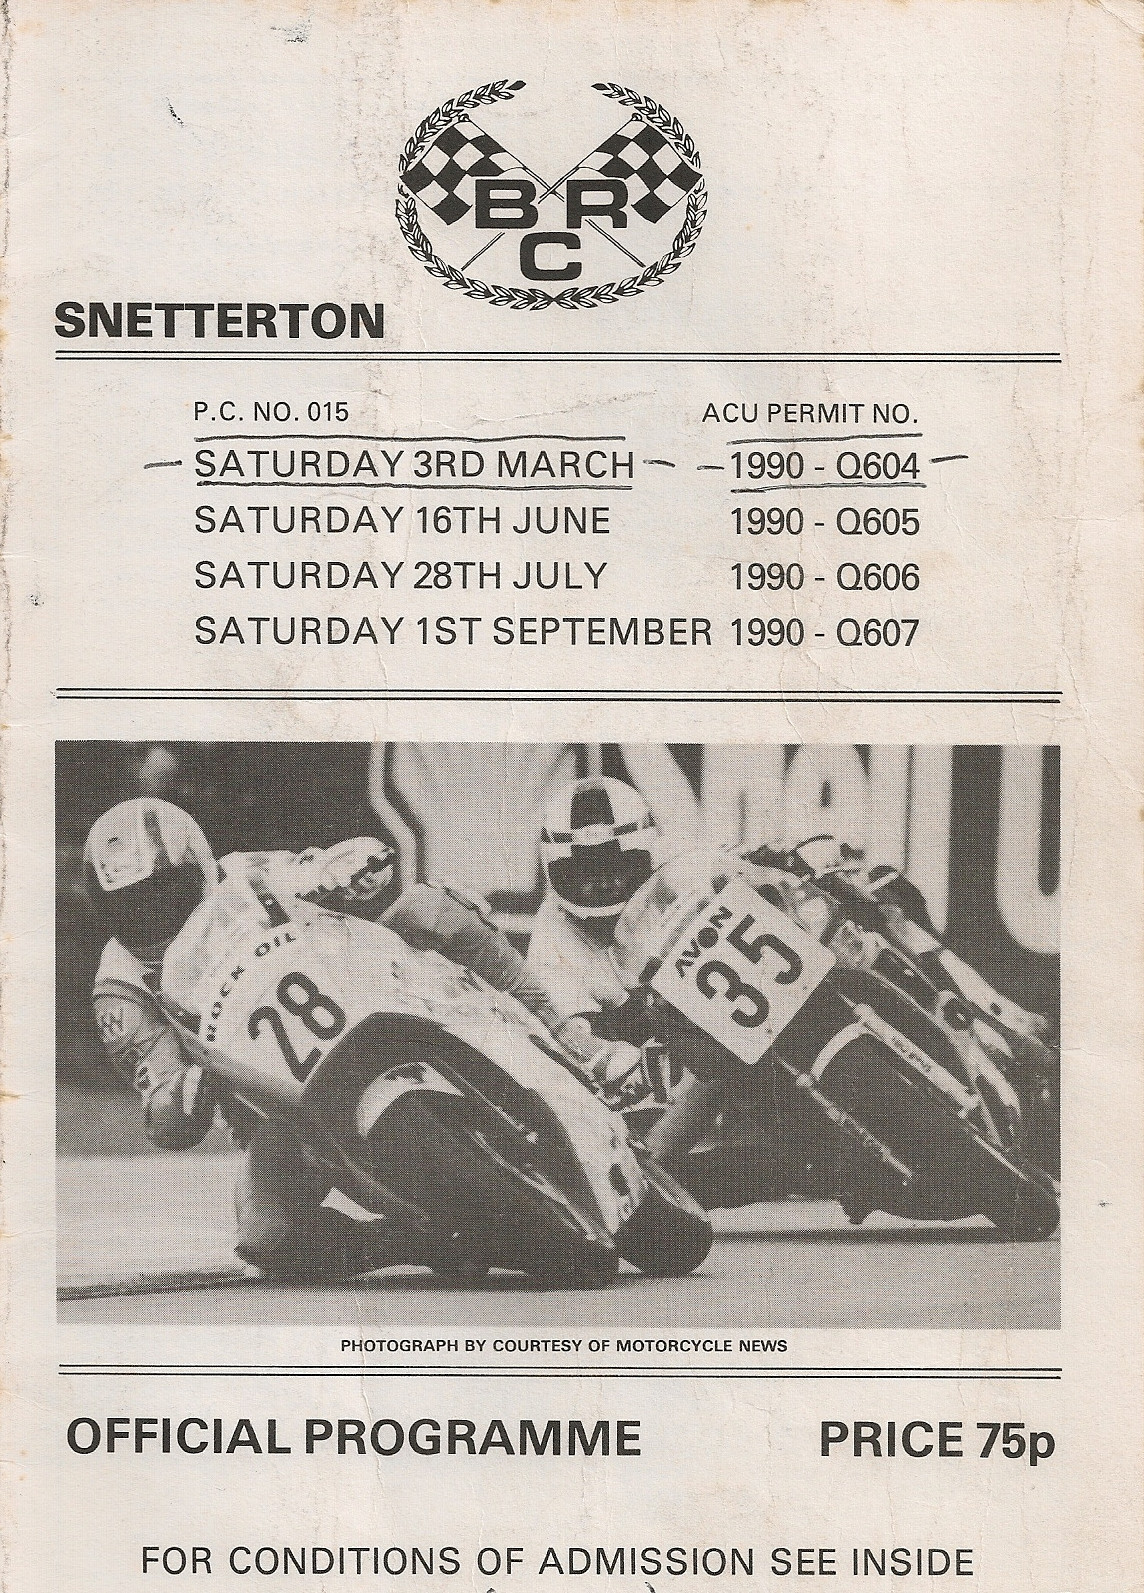 B R
C
SNETTERTON
P.C. NO. 015 ACU PERMIT NO.
SATURDAY 3RD MARCH 1990 - Q604
SATURDAY 16TH JUNE 1990 - Q605
SATURDAY 28TH JULY 1990 - Q606
SATURDAY 1ST SEPTEMBER 1990 - Q607
ROCK OIL
28
AVON
35
PHOTOGRAPH BY COURTESY OF MOTORCYCLE NEWS
OFFICIAL PROGRAMME PRICE 75p
FOR CONDITIONS OF ADMISSION SEE INSIDE